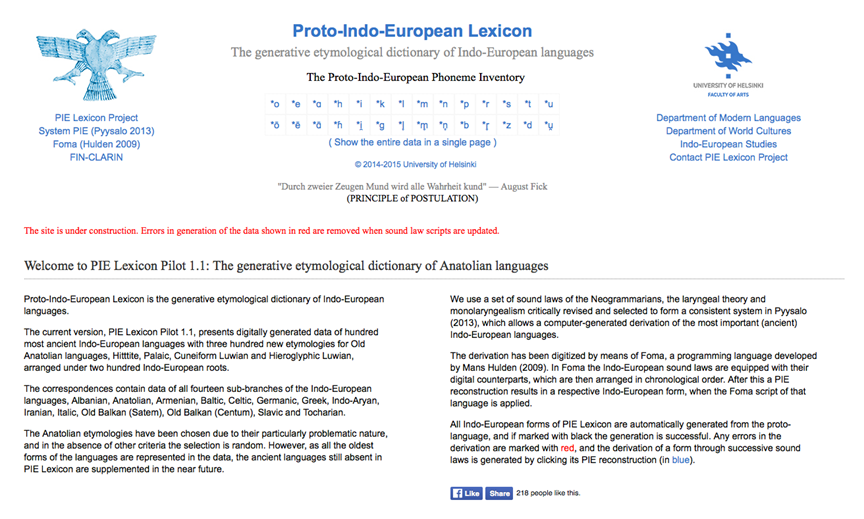 Proto-Indo-European Lexicon
The generative etymological dictionary of Indo-European languages
The Proto-Indo-European Phoneme Inventory
*o *e *ɑ *h *i *k *l *m *n *p *r *s *t *u
*ō *ē *ɑ̄ *ɦ *i̯ *g *l̥ *m̥ *n̥ *b *r̥ *z *d *u̯
( Show the entire data in a single page )
© 2014-2015 University of Helsinki
"Durch zweier Zeugen Mund wird alle Wahrheit kund" — August Fick
(PRINCIPLE of POSTULATION)
PIE Lexicon Project
System PIE (Pyysalo 2013)
Foma (Hulden 2009)
FIN-CLARIN
UNIVERSITY OF HELSINKI
FACULTY OF ARTS
Department of Modern Languages
Department of World Cultures
Indo-European Studies
Contact PIE Lexicon Project
The site is under construction. Errors in generation of the data shown in red are removed when sound law scripts are updated.
Welcome to PIE Lexicon Pilot 1.1: The generative etymological dictionary of Anatolian languages
Proto-Indo-European Lexicon is the generative etymological dictionary of Indo-European
languages.
The current version, PIE Lexicon Pilot 1.1, presents digitally generated data of hundred
most ancient Indo-European languages with three hundred new etymologies for Old
Anatolian languages, Hitttite, Palaic, Cuneiform Luwian and Hieroglyphic Luwian,
arranged under two hundred Indo-European roots.
The correspondences contain data of all fourteen sub-branches of the Indo-European
languages, Albanian, Anatolian, Armenian, Baltic, Celtic, Germanic, Greek, Indo-Aryan,
Iranian, Italic, Old Balkan (Satem), Old Balkan (Centum), Slavic and Tocharian.
The Anatolian etymologies have been chosen due to their particularly problematic nature,
and in the absence of other criteria the selection is random. However, as all the oldest
forms of the languages are represented in the data, the ancient languages still absent in
PIE Lexicon are supplemented in the near future.
We use a set of sound laws of the Neogrammarians, the laryngeal theory and
monolaryngealism critically revised and selected to form a consistent system in Pyysalo
(2013), which allows a computer-generated derivation of the most important (ancient)
Indo-European languages.
The derivation has been digitized by means of Foma, a programming language developed
by Mans Hulden (2009). In Foma the Indo-European sound laws are equipped with their
digital counterparts, which are then arranged in chronological order. After this a PIE
reconstruction results in a respective Indo-European form, when the Foma script of that
language is applied.
All Indo-European forms of PIE Lexicon are automatically generated from the proto-
language, and if marked with black the generation is successful. Any errors in the
derivation are marked with red, and the derivation of a form through successive sound
laws is generated by clicking its PIE reconstruction (in blue).
Like Share 218 people like this.